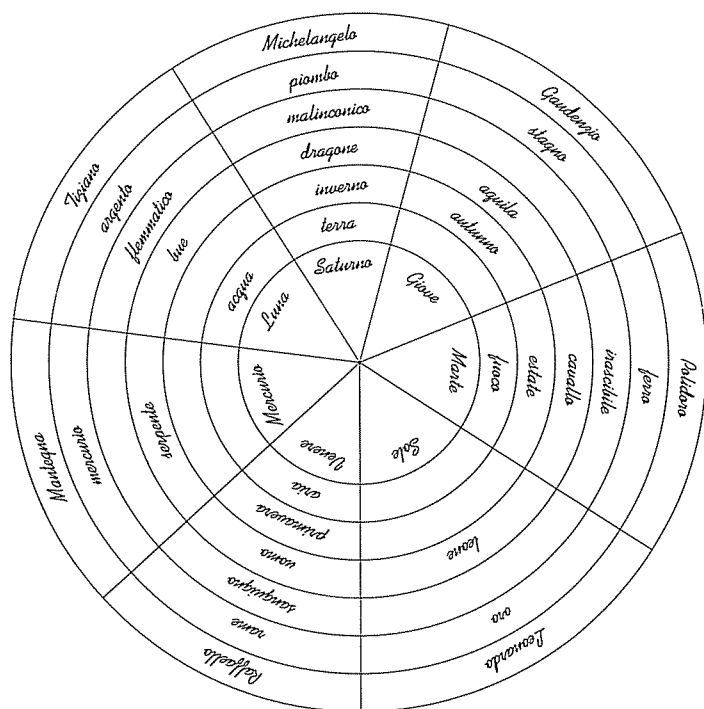 Michelangelo
piombo
malinconico
dragone
inverno
terra
Saturno
Gaudenzio
stagno
aquila
autunno
Giove
Polidoro
ferro
irascibile
cavallo
estate
fuoco
Marte
Leonardo
oro
leone
Sole
Raffaello
rame
sanguigno
uomo
primavera
aria
Venere
Mantegna
mercurio
serpente
Mercurio
Tiziano
argento
flemmatico
bue
acqua
Luna